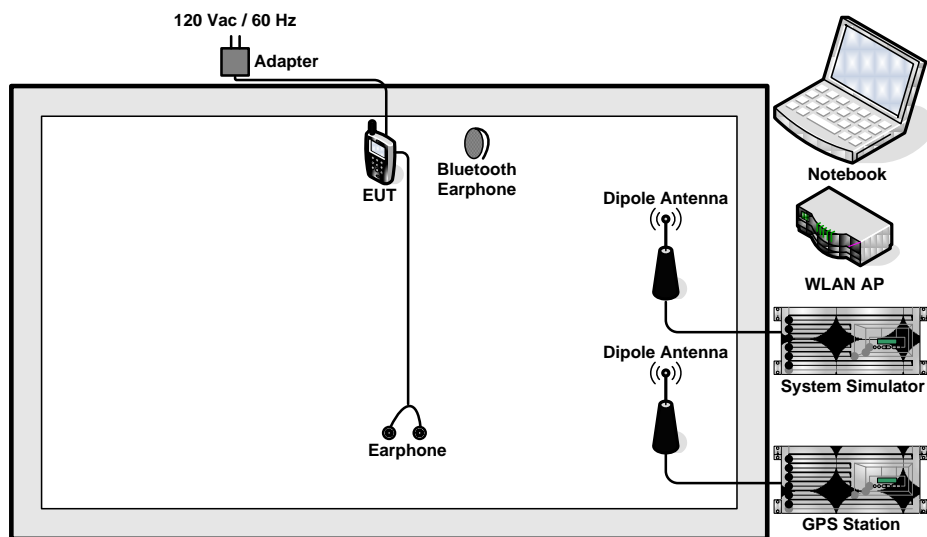 120 Vac / 60 Hz
Adapter
EUT
Bluetooth
Earphone
Notebook
Dipole Antenna
WLAN AP
Dipole Antenna
System Simulator
Earphone
GPS Station